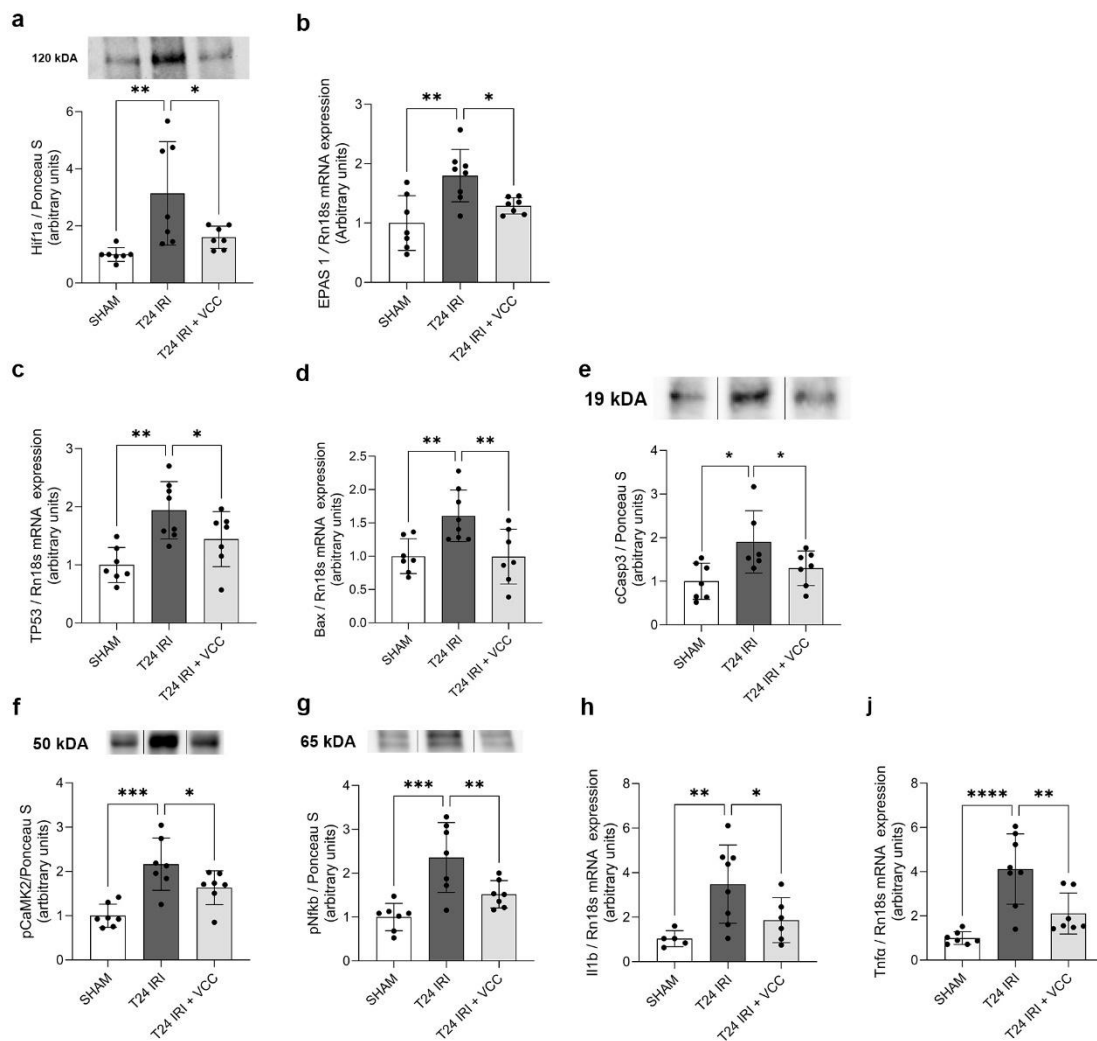 a
120 kDA
** *
Hif1a / Ponceau S
(arbitrary units)
6
4
2
0
SHAM
T24 IRI
T24 IRI + VCC
b
** *
EPAS 1 / Rn18s mRNA expression
(Arbitrary units)
3
2
1
0
SHAM
T24 IRI
T24 IRI + VCC
c
** *
TP53 / Rn18s mRNA expression
(arbitrary units)
3
2
1
0
SHAM
T24 IRI
T24 IRI + VCC
d
** **
Bax / Rn18s mRNA expression
(arbitrary units)
2.5
2.0
1.5
1.0
0.5
0.0
SHAM
T24 IRI
T24 IRI + VCC
e
19 kDA
* *
cCasp3 / Ponceau S
(arbitrary units)
4
3
2
1
0
SHAM
T24 IRI
T24 IRI + VCC
f
50 kDA
*** *
pCaMK2/Ponceau S
(arbitrary units)
4
3
2
1
0
SHAM
T24 IRI
T24 IRI + VCC
g
65 kDA
*** **
pNfkb / Ponceau S
(arbitrary units)
4
3
2
1
0
SHAM
T24 IRI
T24 IRI + VCC
h
** *
Il1b / Rn18s mRNA expression
(arbitrary units)
8
6
4
2
0
SHAM
T24 IRI
T24 IRI + VCC
j
**** **
Tnfα / Rn18s mRNA expression
(arbitrary units)
8
6
4
2
0
SHAM
T24 IRI
T24 IRI + VCC